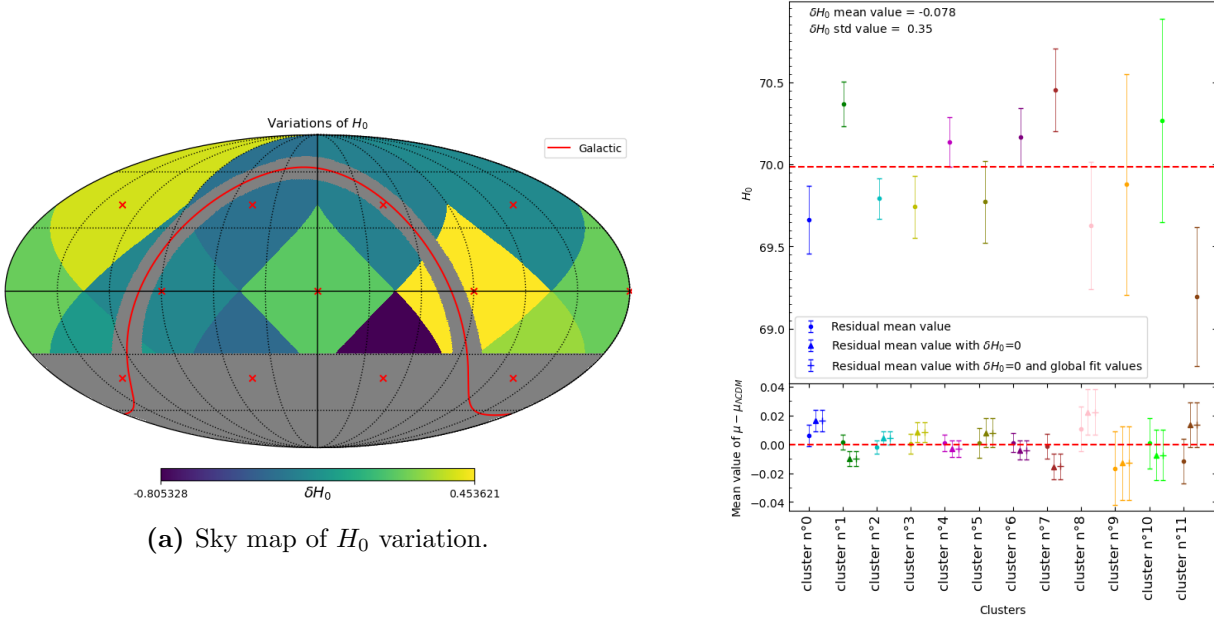 Variations of H₀
Galactic
-0.805328
0.453621
δH₀
(a) Sky map of H₀ variation.
δH₀ mean value = -0.078
δH₀ std value = 0.35
70.5
70.0
69.5
69.0
H₀
Residual mean value
Residual mean value with δH₀=0
Residual mean value with δH₀=0 and global fit values
0.04
0.02
0.00
-0.02
-0.04
Mean value of μ − μ_ΛCDM
cluster n°0
cluster n°1
cluster n°2
cluster n°3
cluster n°4
cluster n°5
cluster n°6
cluster n°7
cluster n°8
cluster n°9
cluster n°10
cluster n°11
Clusters